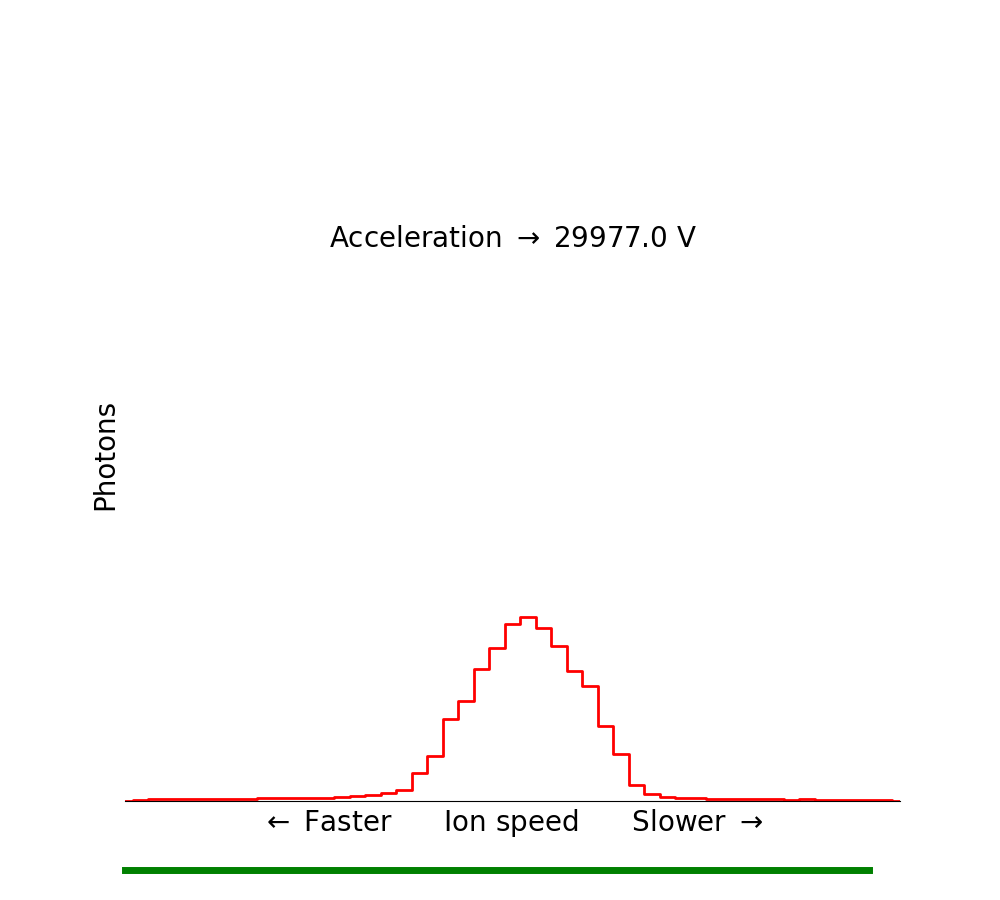 Acceleration → 29977.0 V
Photons
← Faster Ion speed Slower →